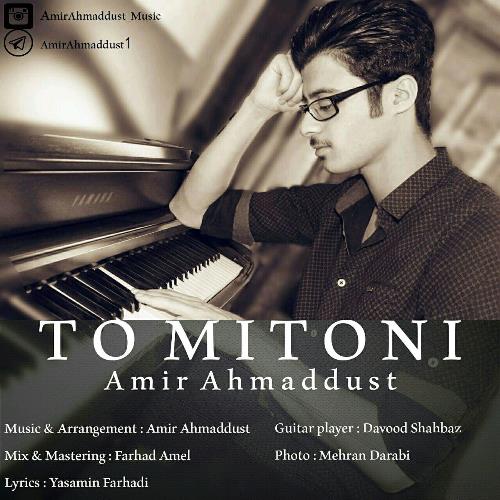 AmirAhmaddust Music
AmirAhmaddust1
TO MITONI
Amir Ahmaddust
Music & Arrangement : Amir Ahmaddust
Guitar player : Davood Shahbaz
Mix & Mastering : Farhad Amel
Photo : Mehran Darabi
Lyrics : Yasamin Farhadi